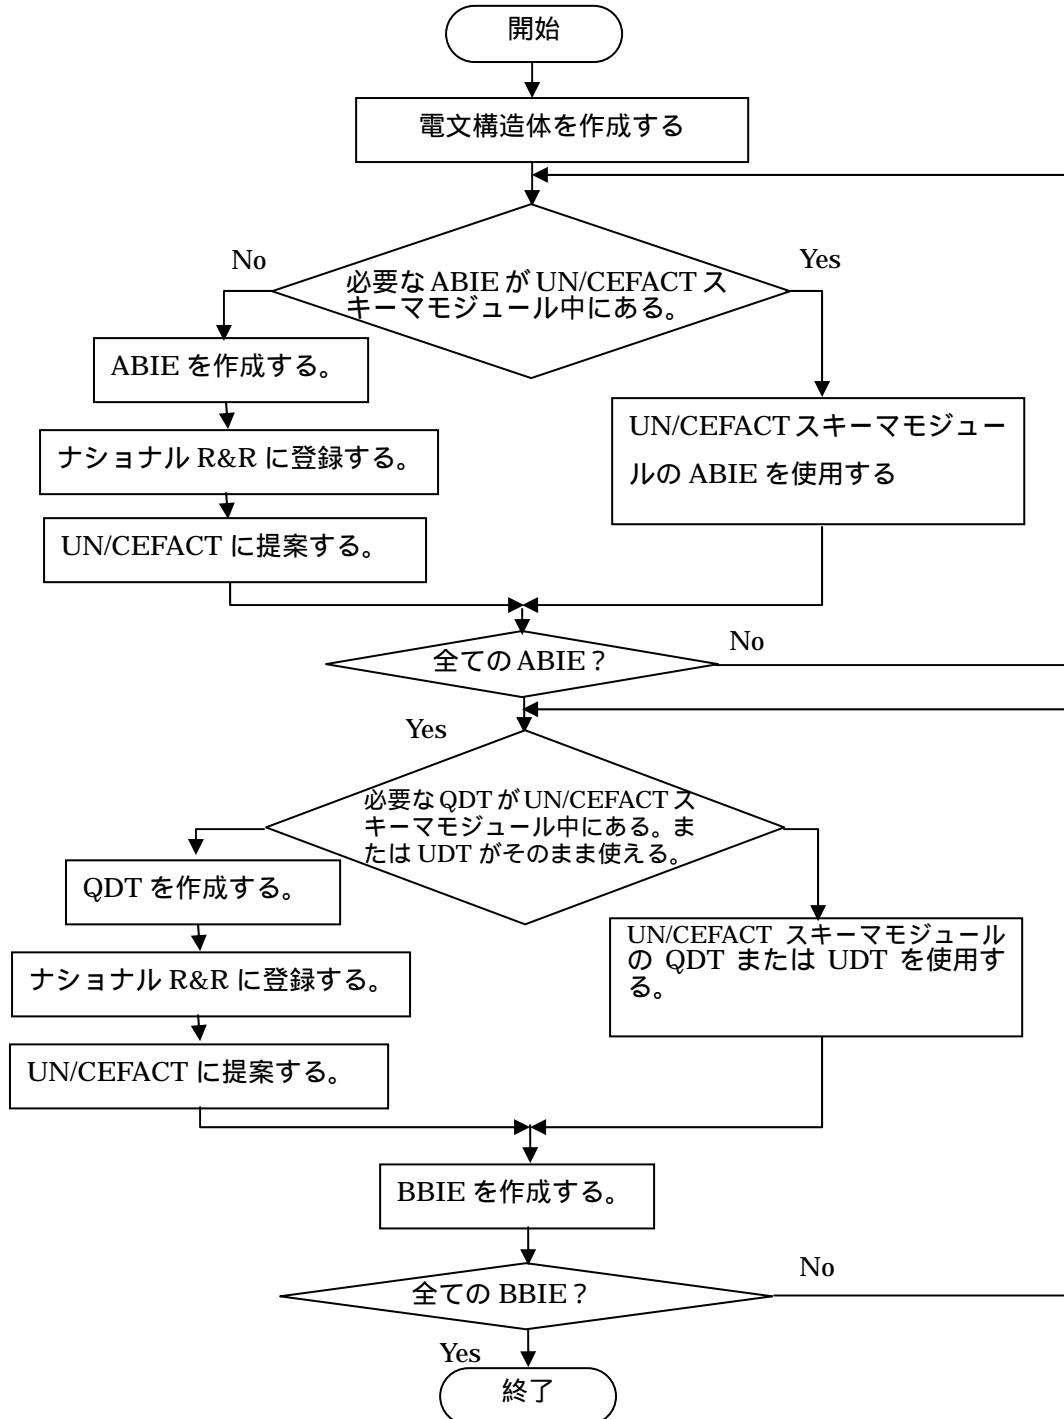 開始
電文構造体を作成する
No
Yes
必要な ABIE が UN/CEFACT ス
キーマモジュール中にある。
ABIE を作成する。
UN/CEFACT スキーマモジュー
ルの ABIE を使用する
ナショナル R&R に登録する。
UN/CEFACT に提案する。
全ての ABIE？
No
Yes
必要な QDT が UN/CEFACT ス
キーマモジュール中にある。ま
たは UDT がそのまま使える。
QDT を作成する。
UN/CEFACT スキーマモジュール
の QDT または UDT を使用す
る。
ナショナル R&R に登録する。
UN/CEFACT に提案する。
BBIE を作成する。
全ての BBIE？
No
Yes
終了